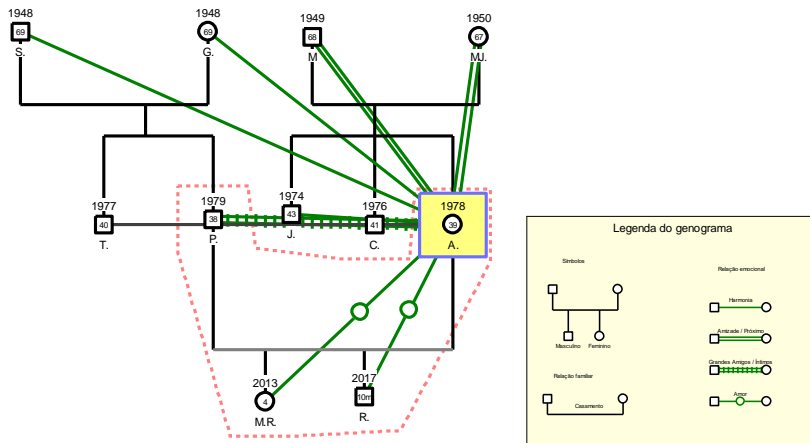 1948
69
S.
1948
69
G.
1949
68
M
1950
67
MJ.
1977
40
T.
1979
38
P.
1974
43
J.
1976
41
C.
1978
39
A.
2013
4
M.R.
2017
10m
R.
Legenda do genograma
Símbolos
Masculino
Feminino
Relação familiar
Casamento
Relação emocional
Harmonia
Amizade / Próximo
Grandes Amigos / Íntimos
Amor